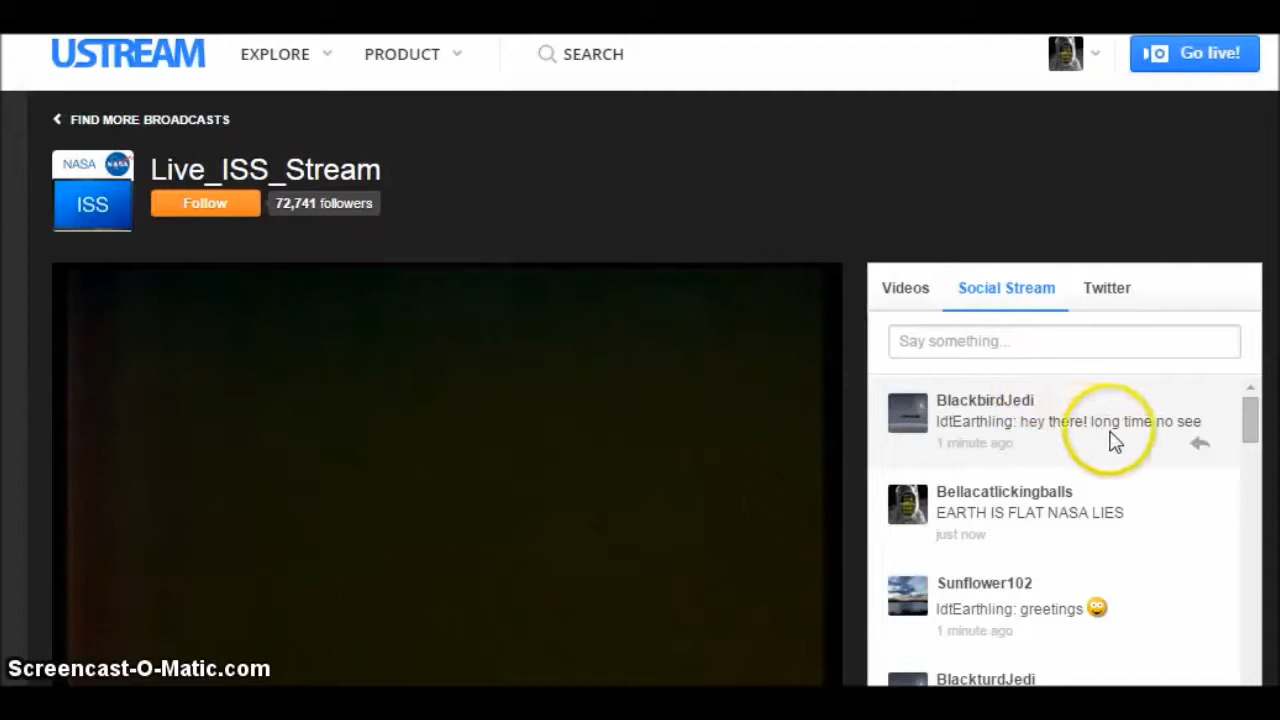 USTREAM
EXPLORE
PRODUCT
SEARCH
Go live!
FIND MORE BROADCASTS
NASA
NASA
ISS
Live_ISS_Stream
Follow
72,741 followers
Videos
Social Stream
Twitter
Say something...
BlackbirdJedi
IdtEarthling: hey there! long time no see
1 minute ago
Bellacatlickingballs
EARTH IS FLAT NASA LIES
just now
Sunflower102
IdtEarthling: greetings
1 minute ago
BlackturdJedi
Screencast-O-Matic.com